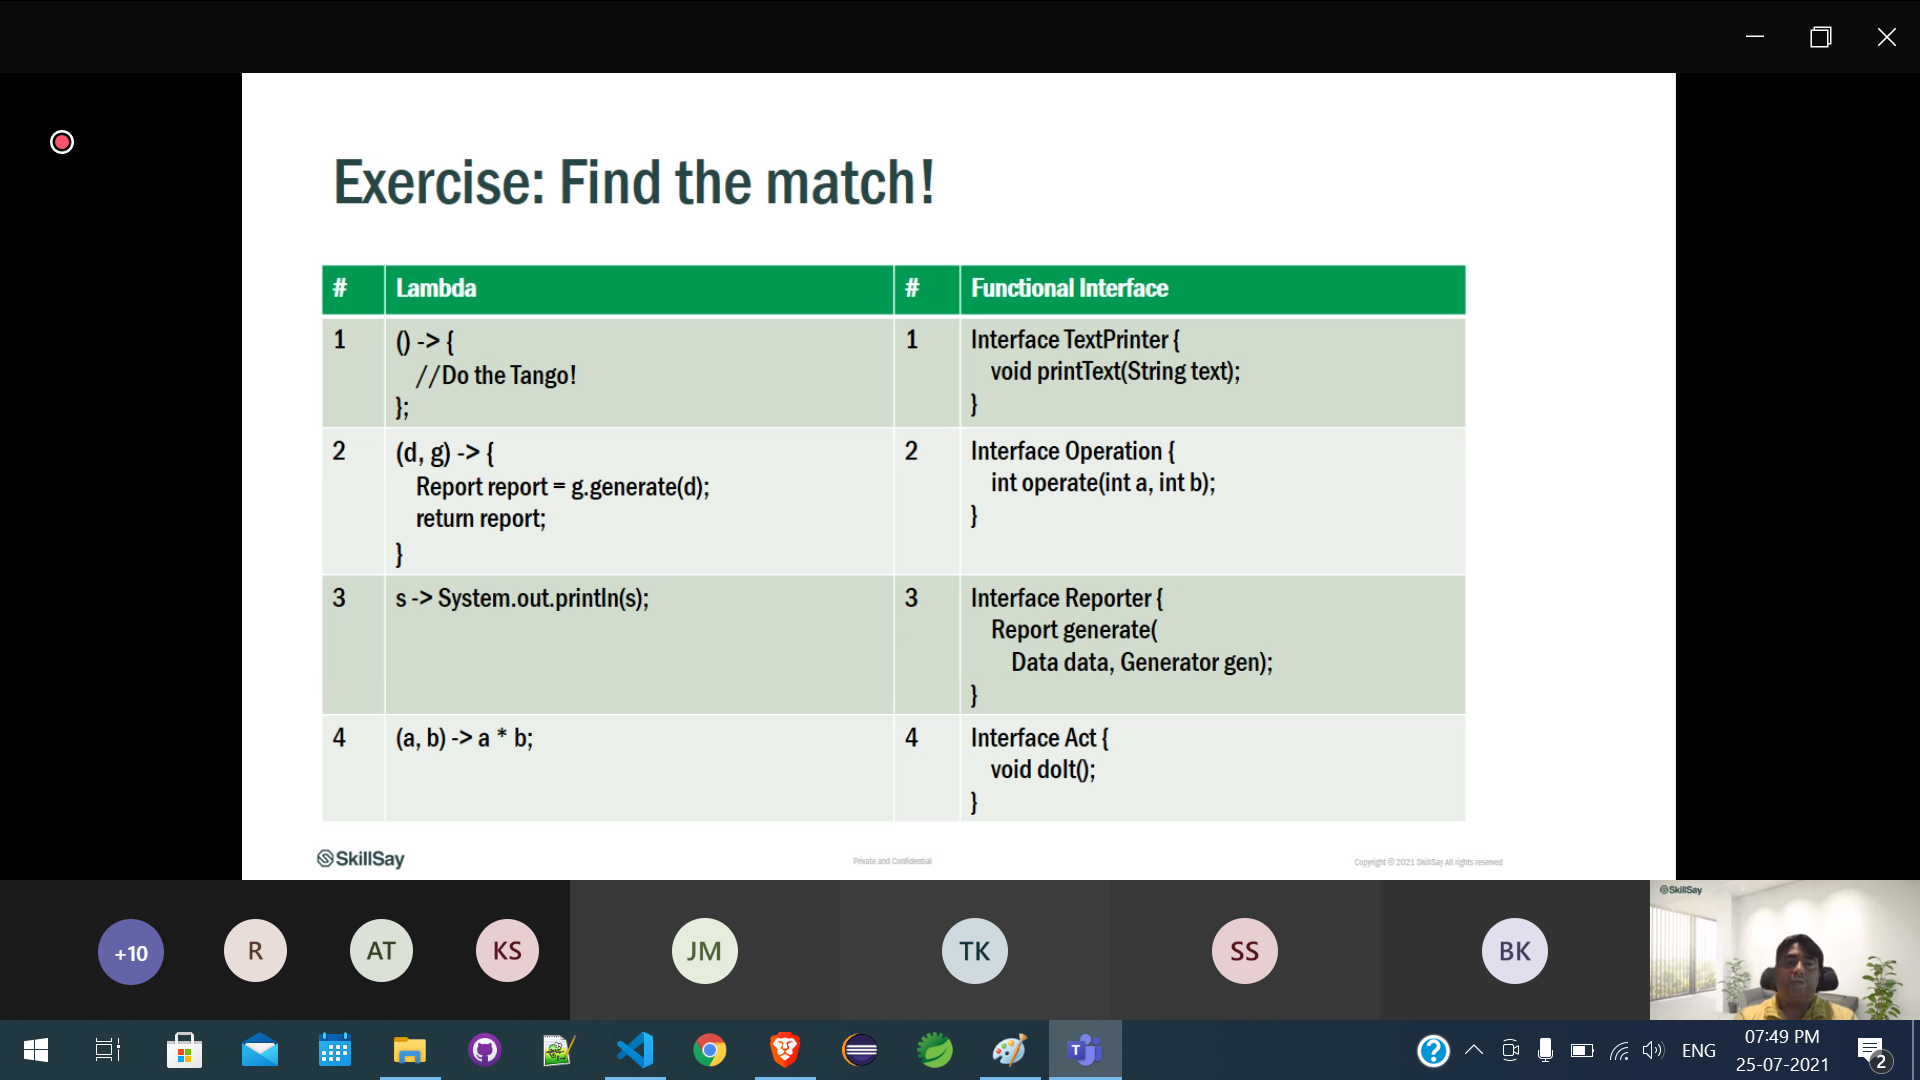 Exercise: Find the match!
# Lambda # Functional Interface
1 () -> {
//Do the Tango!
};
1 Interface TextPrinter {
void printText(String text);
}
2 (d, g) -> {
Report report = g.generate(d);
return report;
}
2 Interface Operation {
int operate(int a, int b);
}
3 s -> System.out.println(s);
3 Interface Reporter {
Report generate(
Data data, Generator gen);
}
4 (a, b) -> a * b;
4 Interface Act {
void doIt();
}
SkillSay
Private and Confidential
Copyright © 2021 SkillSay All rights reserved
+10 R AT KS JM TK SS BK
SkillSay
ENG
07:49 PM
25-07-2021
2